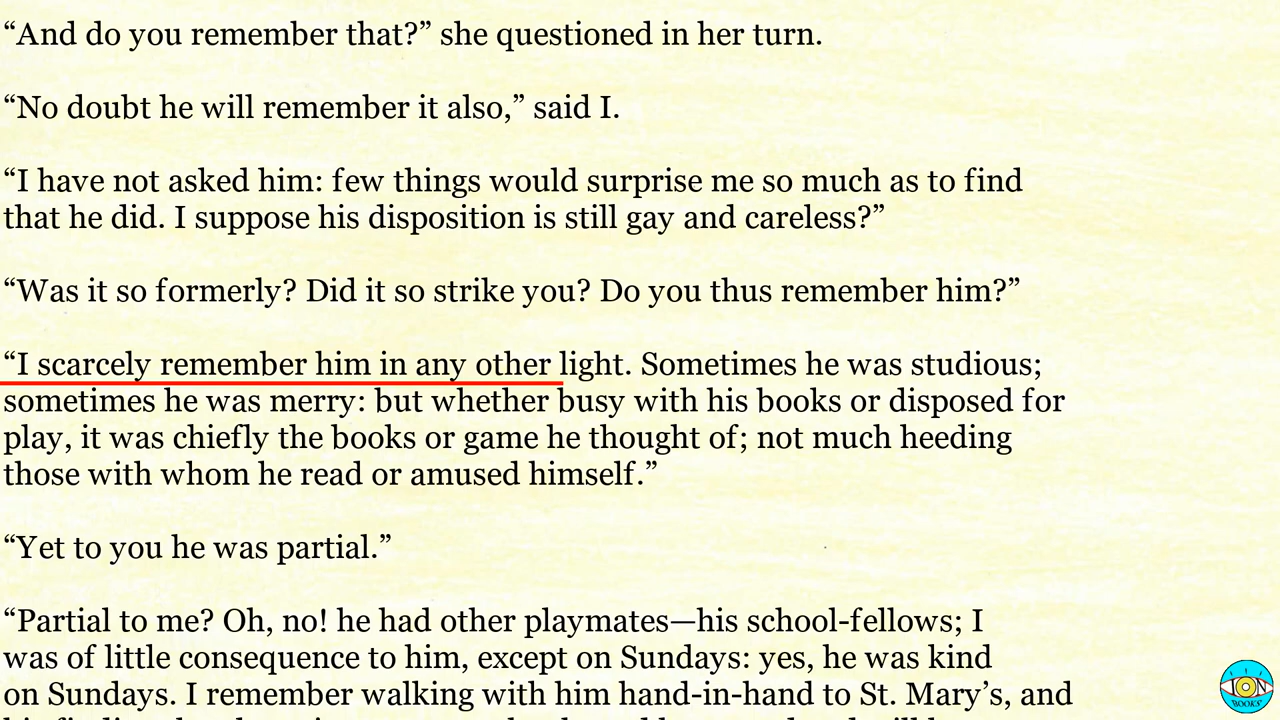 “And do you remember that?” she questioned in her turn.
“No doubt he will remember it also,” said I.
“I have not asked him: few things would surprise me so much as to find
that he did. I suppose his disposition is still gay and careless?”
“Was it so formerly? Did it so strike you? Do you thus remember him?”
“I scarcely remember him in any other light. Sometimes he was studious;
sometimes he was merry: but whether busy with his books or disposed for
play, it was chiefly the books or game he thought of; not much heeding
those with whom he read or amused himself.”
“Yet to you he was partial.”
“Partial to me? Oh, no! he had other playmates—his school-fellows; I
was of little consequence to him, except on Sundays: yes, he was kind
on Sundays. I remember walking with him hand-in-hand to St. Mary’s, and
ION
BOOKS